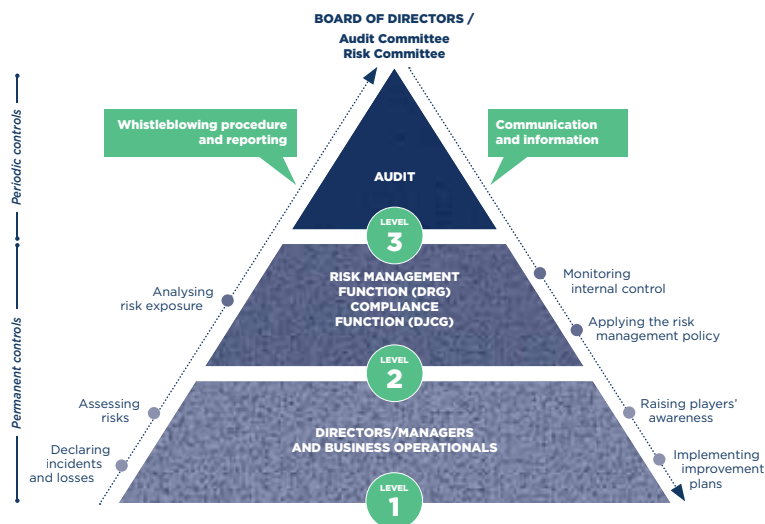 BOARD OF DIRECTORS /
Audit Committee
Risk Committee
Periodic controls
Whistleblowing procedure
and reporting
Communication
and information
AUDIT
LEVEL
3
Permanent controls
RISK MANAGEMENT
FUNCTION (DRG)
COMPLIANCE
FUNCTION (DJCG)
Analysing
risk exposure
Monitoring
internal control
Applying the risk
management policy
LEVEL
2
Assessing
risks
Declaring
incidents
and losses
DIRECTORS/MANAGERS
AND BUSINESS OPERATIONALS
Raising players’
awareness
Implementing
improvement
plans
LEVEL
1